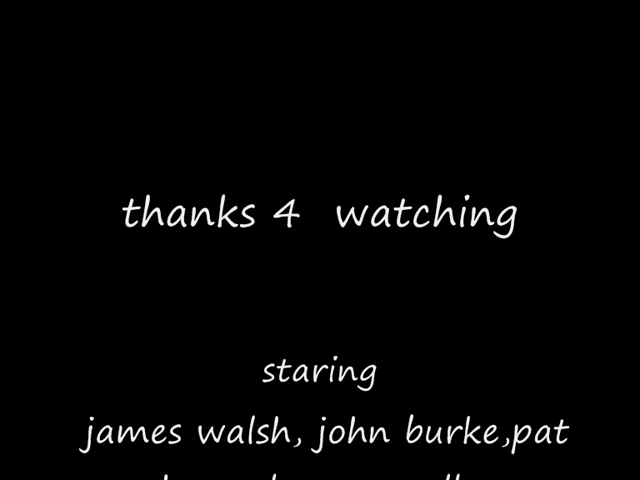 thanks 4 watching
staring
james walsh, john burke,pat